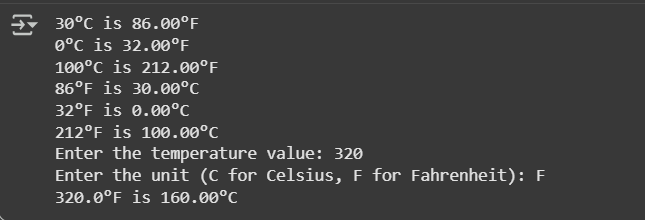 30°C is 86.00°F
0°C is 32.00°F
100°C is 212.00°F
86°F is 30.00°C
32°F is 0.00°C
212°F is 100.00°C
Enter the temperature value: 320
Enter the unit (C for Celsius, F for Fahrenheit): F
320.0°F is 160.00°C